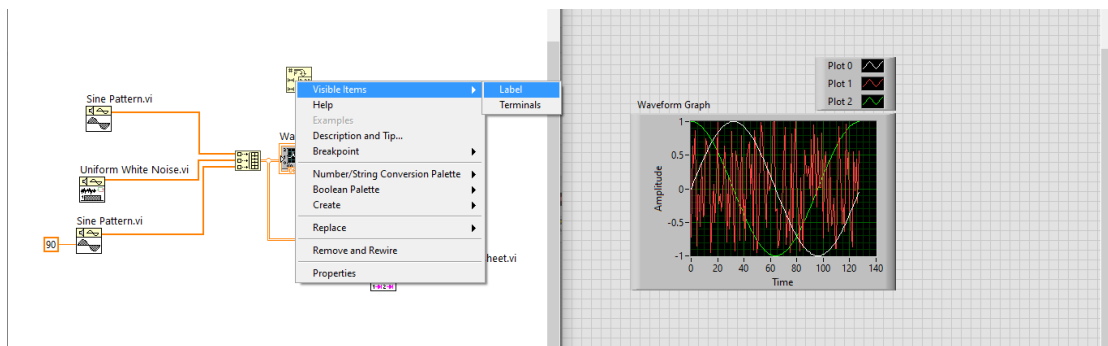 Sine Pattern.vi
Uniform White Noise.vi
Sine Pattern.vi
90
Wa
Visible Items
Help
Examples
Description and Tip...
Breakpoint
Number/String Conversion Palette
Boolean Palette
Create
Replace
Remove and Rewire
Properties
Label
Terminals
heet.vi
Plot 0
Plot 1
Plot 2
Waveform Graph
Amplitude
1
0.5
0
-0.5
-1
0 20 40 60 80 100 120 140
Time